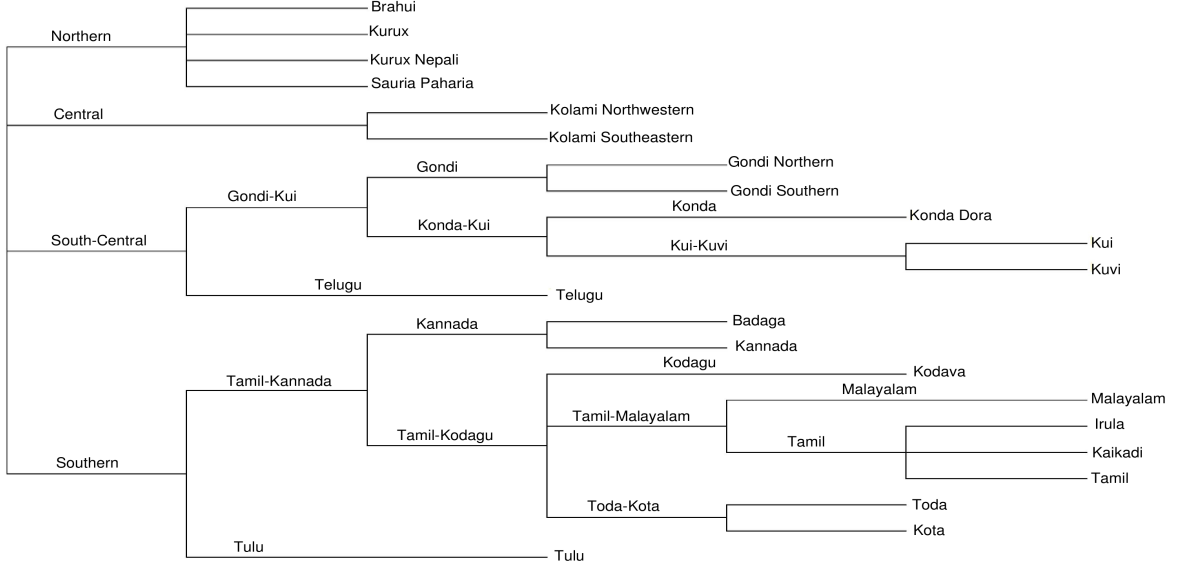 Brahui
Northern
Kurux
Kurux Nepali
Sauria Paharia
Central
Kolami Northwestern
Kolami Southeastern
Gondi
Gondi Northern
Gondi Southern
Gondi-Kui
Konda
Konda Dora
Konda-Kui
Kui-Kuvi
Kui
Kuvi
South-Central
Telugu
Telugu
Kannada
Badaga
Kannada
Kodagu
Kodava
Tamil-Kannada
Malayalam
Malayalam
Tamil-Malayalam
Irula
Tamil-Kodagu
Tamil
Kaikadi
Tamil
Southern
Toda-Kota
Toda
Kota
Tulu
Tulu